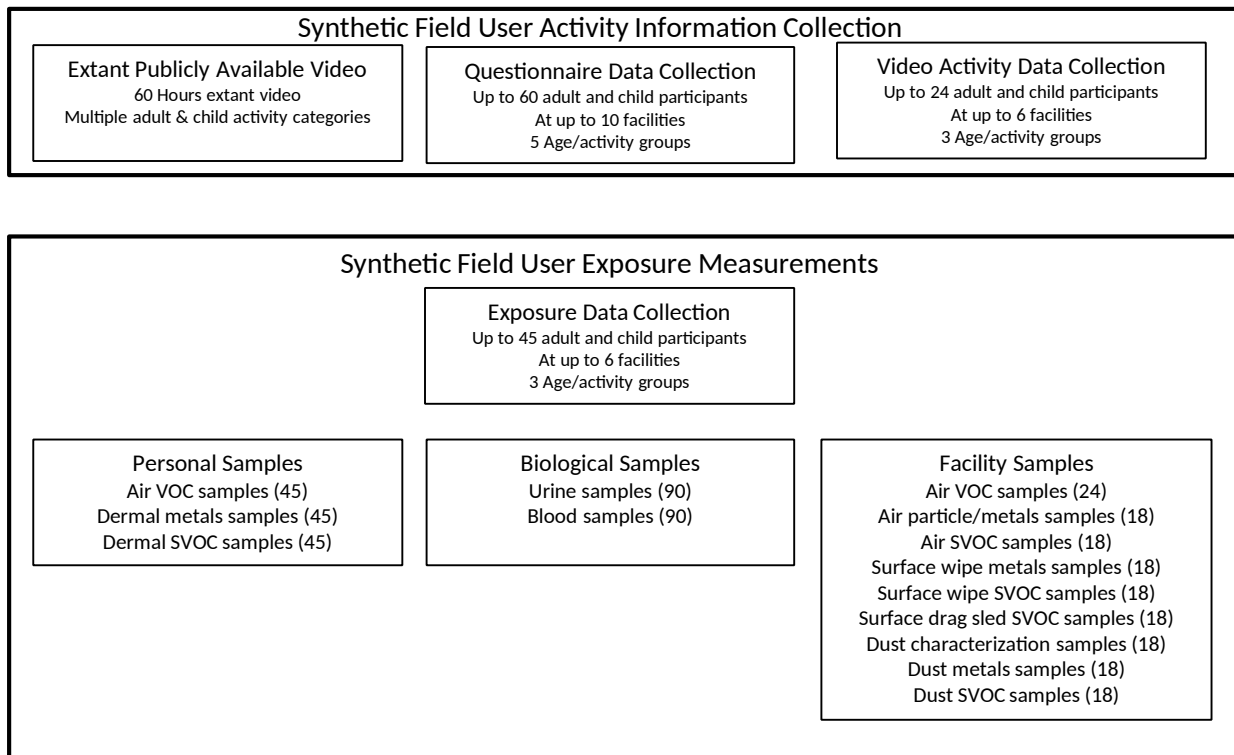 Synthetic Field User Activity Information Collection
Extant Publicly Available Video
60 Hours extant video
Multiple adult & child activity categories
Questionnaire Data Collection
Up to 60 adult and child participants
At up to 10 facilities
5 Age/activity groups
Video Activity Data Collection
Up to 24 adult and child participants
At up to 6 facilities
3 Age/activity groups
Synthetic Field User Exposure Measurements
Exposure Data Collection
Up to 45 adult and child participants
At up to 6 facilities
3 Age/activity groups
Personal Samples
Air VOC samples (45)
Dermal metals samples (45)
Dermal SVOC samples (45)
Biological Samples
Urine samples (90)
Blood samples (90)
Facility Samples
Air VOC samples (24)
Air particle/metals samples (18)
Air SVOC samples (18)
Surface wipe metals samples (18)
Surface wipe SVOC samples (18)
Surface drag sled SVOC samples (18)
Dust characterization samples (18)
Dust metals samples (18)
Dust SVOC samples (18)